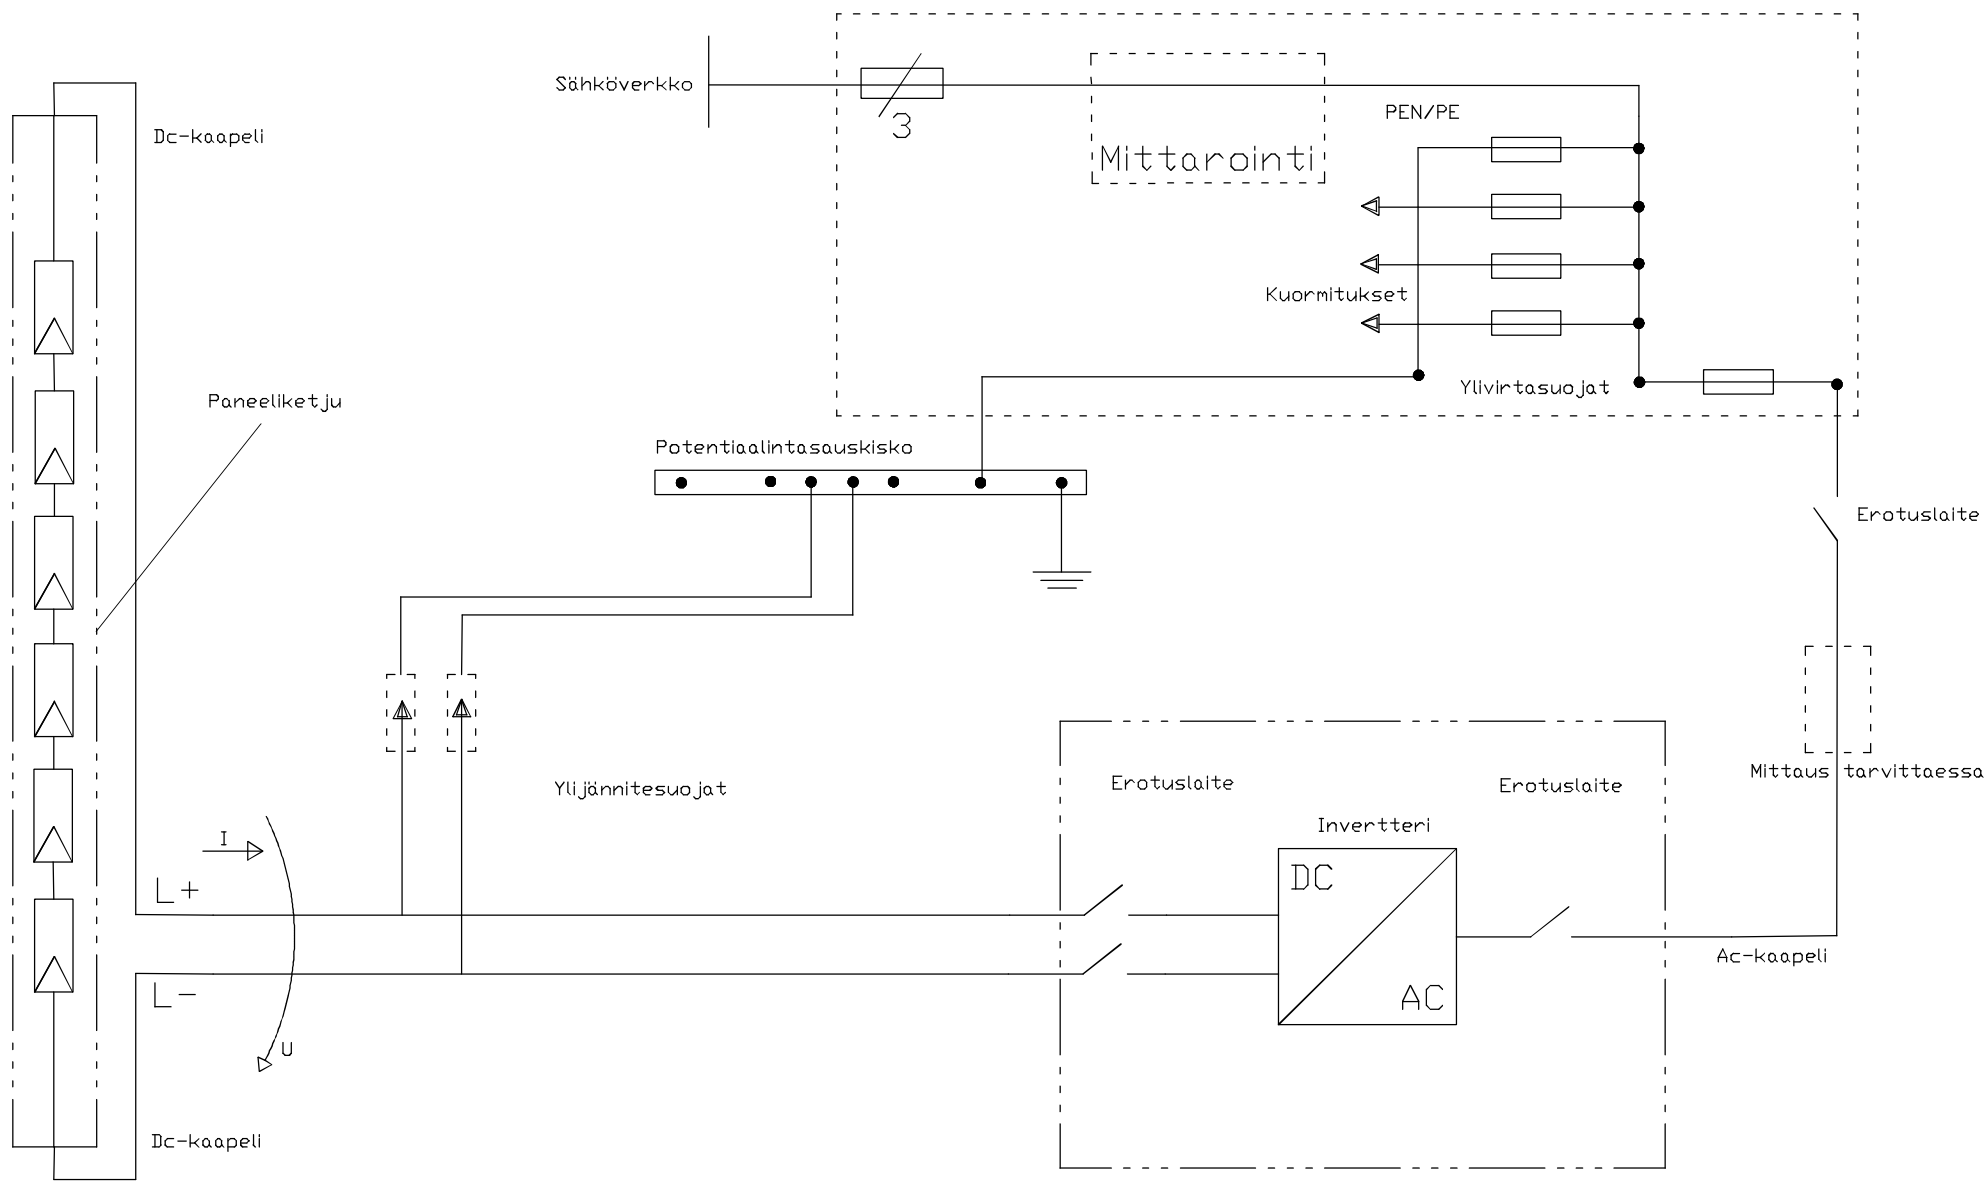 Sähköverkko
3
Mittarointi
PEN/PE
Dc-kaapeli
Kuormitukset
Ylivirtasuojat
Paneeliketju
Potentiaalintasauskisko
Erotuslaite
Mittaus tarvittaessa
Ylijännitesuojat
Erotuslaite
Erotuslaite
Invertteri
I
DC
L+
AC
Ac-kaapeli
L-
U
Dc-kaapeli